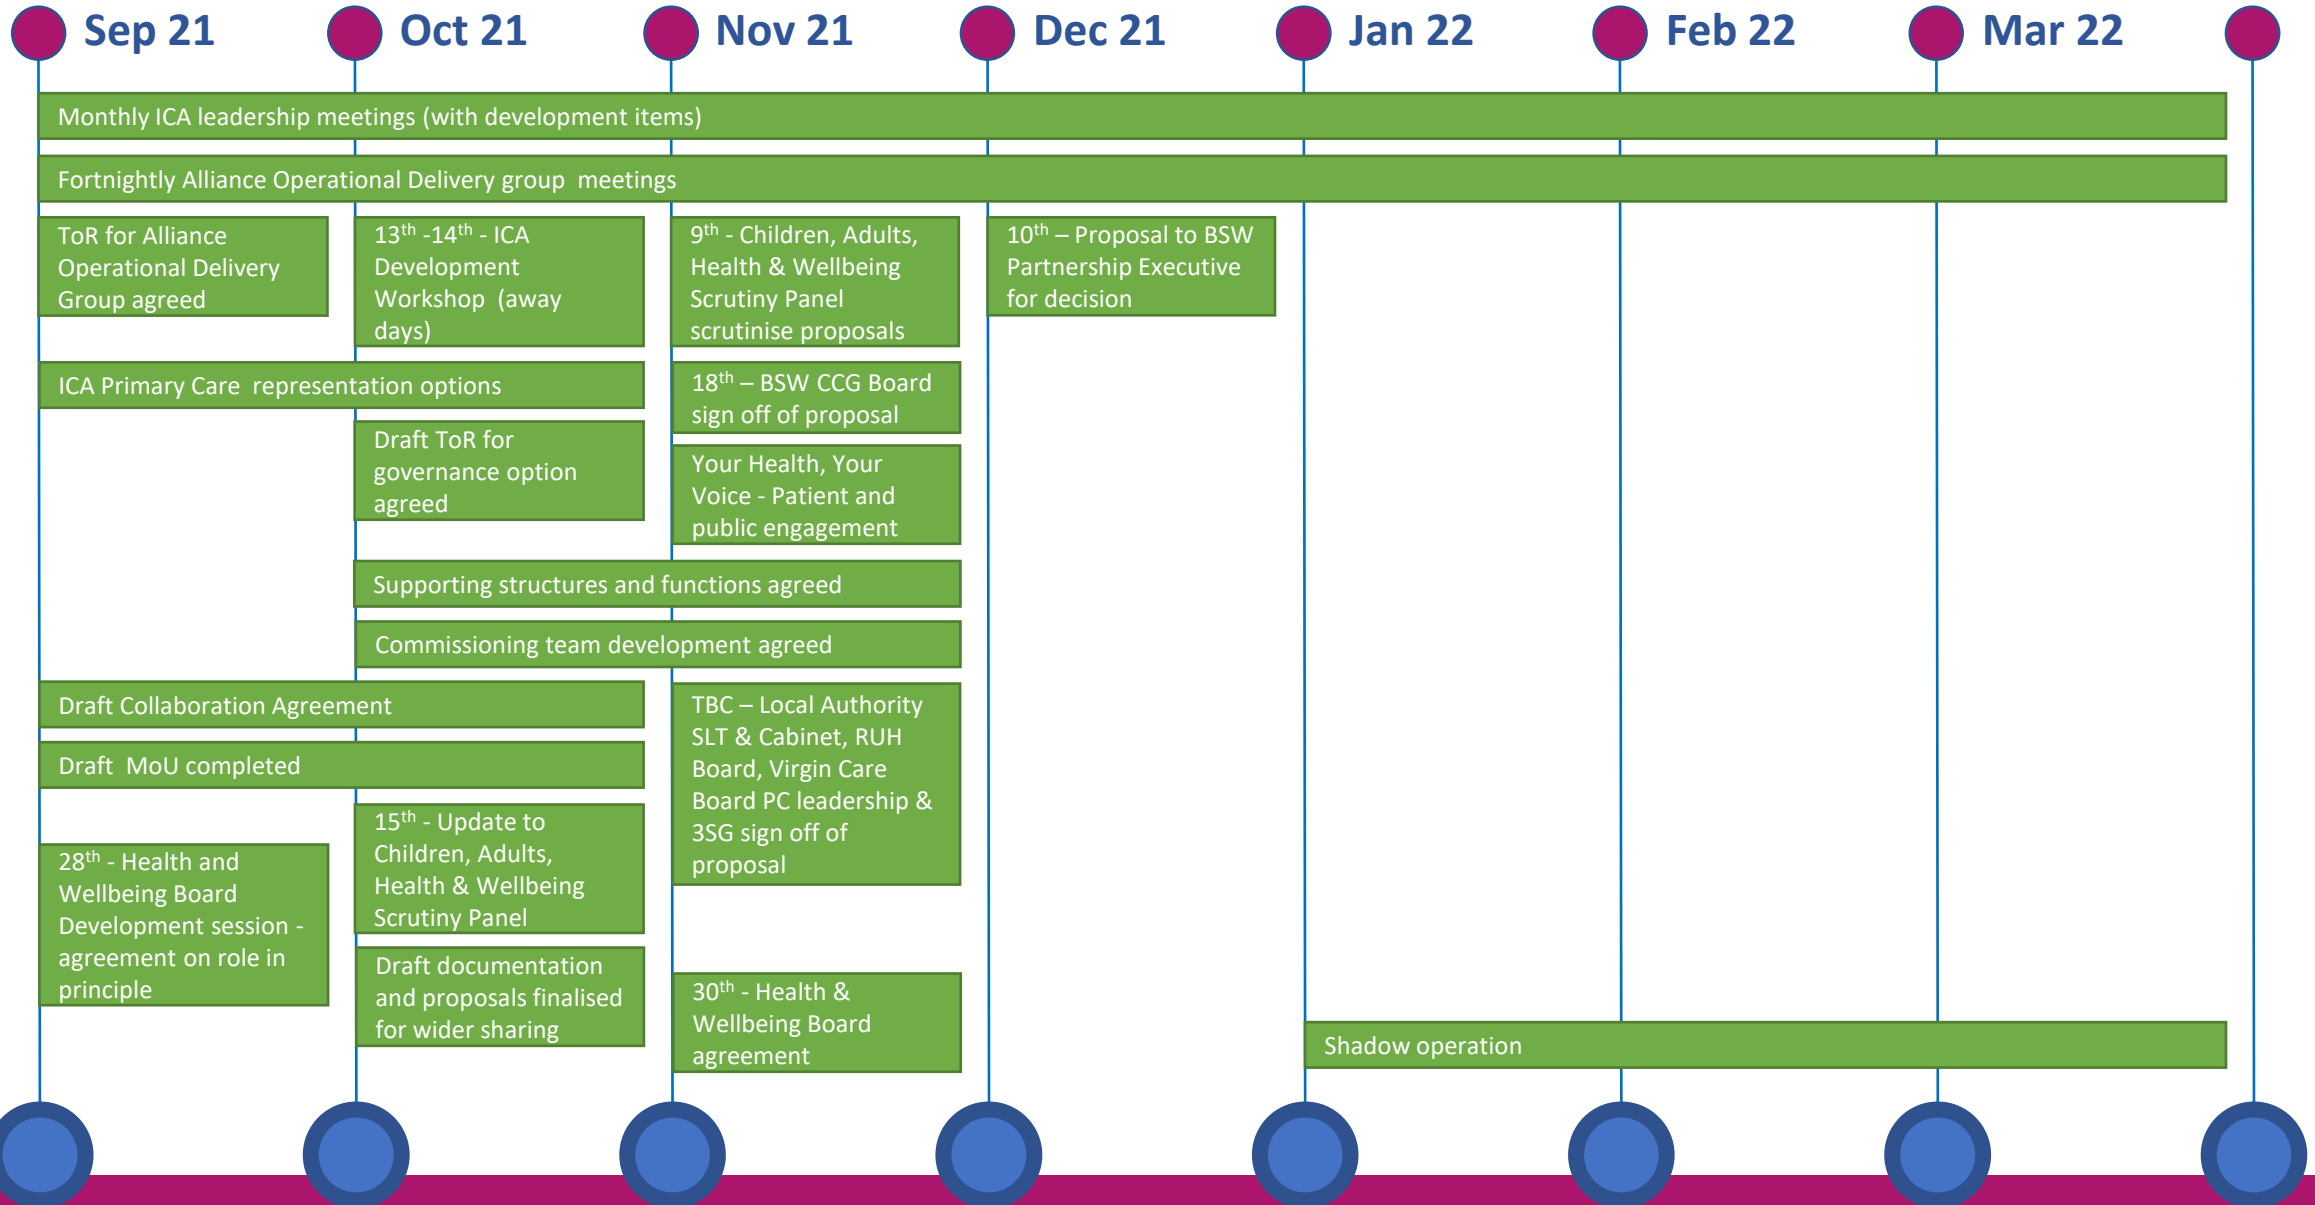 Sep 21
Oct 21
Nov 21
Dec 21
Jan 22
Feb 22
Mar 22
Monthly ICA leadership meetings (with development items)
Fortnightly Alliance Operational Delivery group meetings
ToR for Alliance
Operational Delivery
Group agreed
13th -14th - ICA
Development
Workshop (away
days)
9th - Children, Adults,
Health & Wellbeing
Scrutiny Panel
scrutinise proposals
10th – Proposal to BSW
Partnership Executive
for decision
ICA Primary Care representation options
18th – BSW CCG Board
sign off of proposal
Draft ToR for
governance option
agreed
Your Health, Your
Voice - Patient and
public engagement
Supporting structures and functions agreed
Commissioning team development agreed
Draft Collaboration Agreement
TBC – Local Authority
SLT & Cabinet, RUH
Board, Virgin Care
Board PC leadership &
3SG sign off of
proposal
Draft MoU completed
15th - Update to
Children, Adults,
Health & Wellbeing
Scrutiny Panel
28th - Health and
Wellbeing Board
Development session -
agreement on role in
principle
Draft documentation
and proposals finalised
for wider sharing
30th - Health &
Wellbeing Board
agreement
Shadow operation